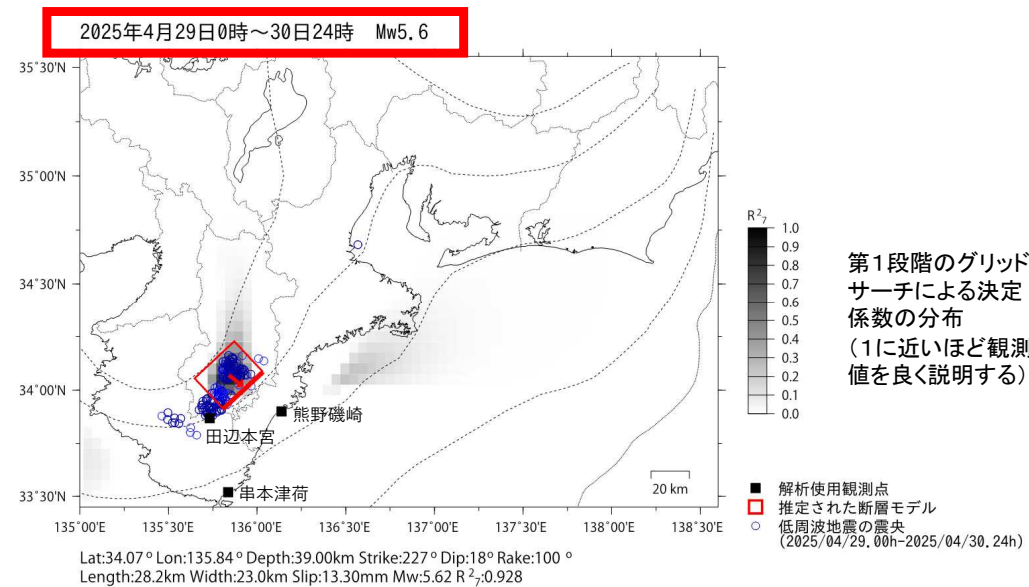 2025年4月29日0時～30日24時 Mw5.6
35°30'N
35°00'N
34°30'N
34°00'N
33°30'N
135°00'E
135°30'E
136°00'E
136°30'E
137°00'E
137°30'E
138°00'E
138°30'E
熊野磯崎
田辺本宮
串本津荷
20 km
R²₇
1.0
0.9
0.8
0.7
0.6
0.5
0.4
0.3
0.2
0.1
0.0
第1段階のグリッド
サーチによる決定
係数の分布
（1に近いほど観測
値を良く説明する）
解析使用観測点
推定された断層モデル
低周波地震の震央
(2025/04/29.00h-2025/04/30.24h)
Lat:34.07° Lon:135.84° Depth:39.00km Strike:227° Dip:18° Rake:100°
Length:28.2km Width:23.0km Slip:13.30mm Mw:5.62 R²₇:0.928